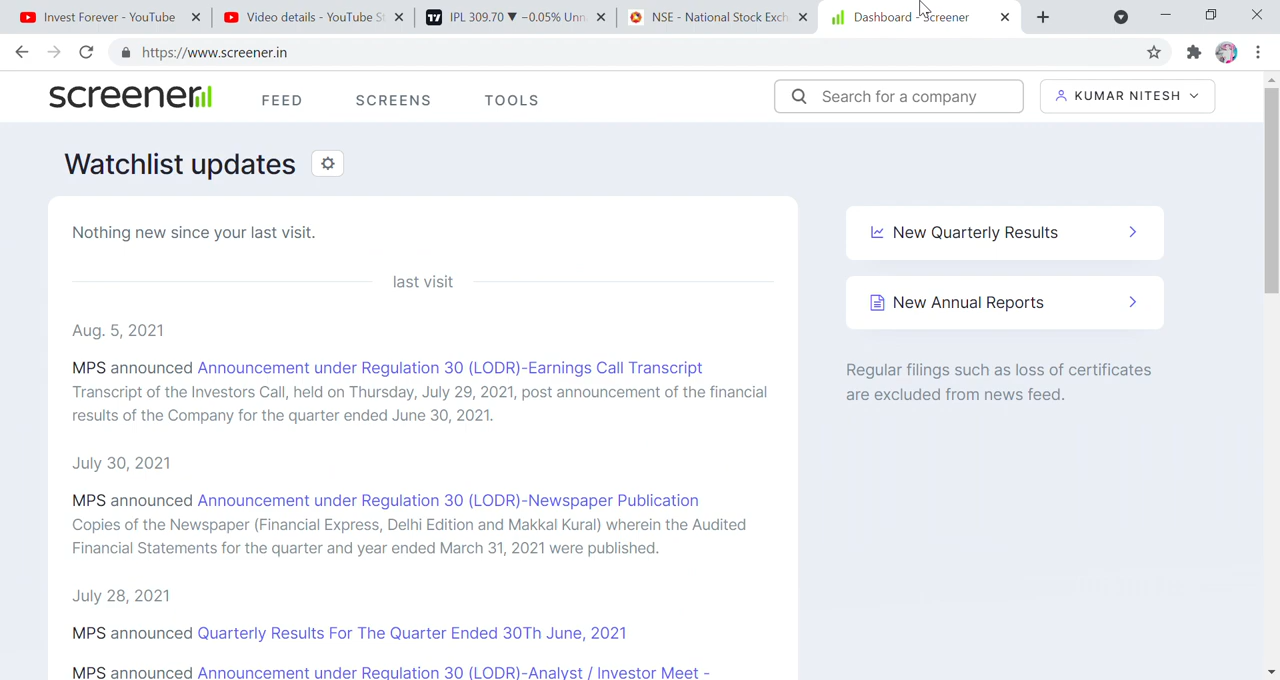 Invest Forever - YouTube
Video details - YouTube St
IPL 309.70 ▼ −0.05% Unn
NSE - National Stock Exch
Dashboard - Screener
https://www.screener.in
screener
FEED
SCREENS
TOOLS
Search for a company
KUMAR NITESH
Watchlist updates
Nothing new since your last visit.
last visit
Aug. 5, 2021
MPS announced Announcement under Regulation 30 (LODR)-Earnings Call Transcript
Transcript of the Investors Call, held on Thursday, July 29, 2021, post announcement of the financial
results of the Company for the quarter ended June 30, 2021.
July 30, 2021
MPS announced Announcement under Regulation 30 (LODR)-Newspaper Publication
Copies of the Newspaper (Financial Express, Delhi Edition and Makkal Kural) wherein the Audited
Financial Statements for the quarter and year ended March 31, 2021 were published.
July 28, 2021
MPS announced Quarterly Results For The Quarter Ended 30Th June, 2021
MPS announced Announcement under Regulation 30 (LODR)-Analyst / Investor Meet -
New Quarterly Results
New Annual Reports
Regular filings such as loss of certificates
are excluded from news feed.